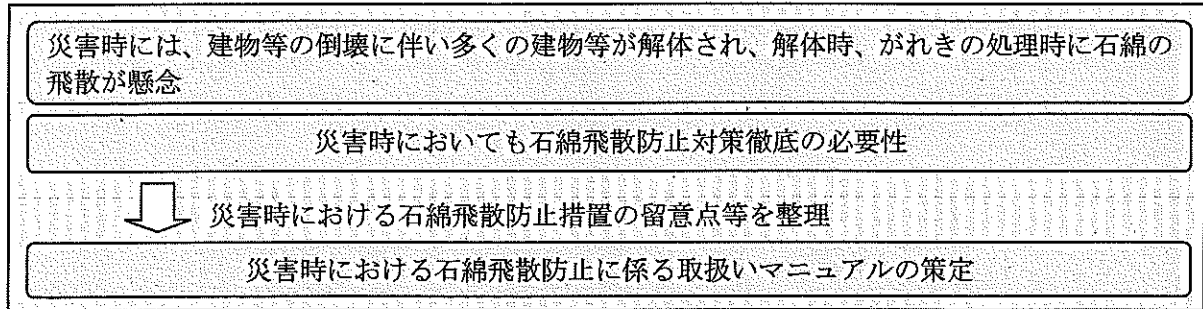 災害時には、建物等の倒壊に伴い多くの建物等が解体され、解体時、がれきの処理時に石綿の
飛散が懸念
災害時においても石綿飛散防止対策徹底の必要性
災害時における石綿飛散防止措置の留意点等を整理
災害時における石綿飛散防止に係る取扱いマニュアルの策定